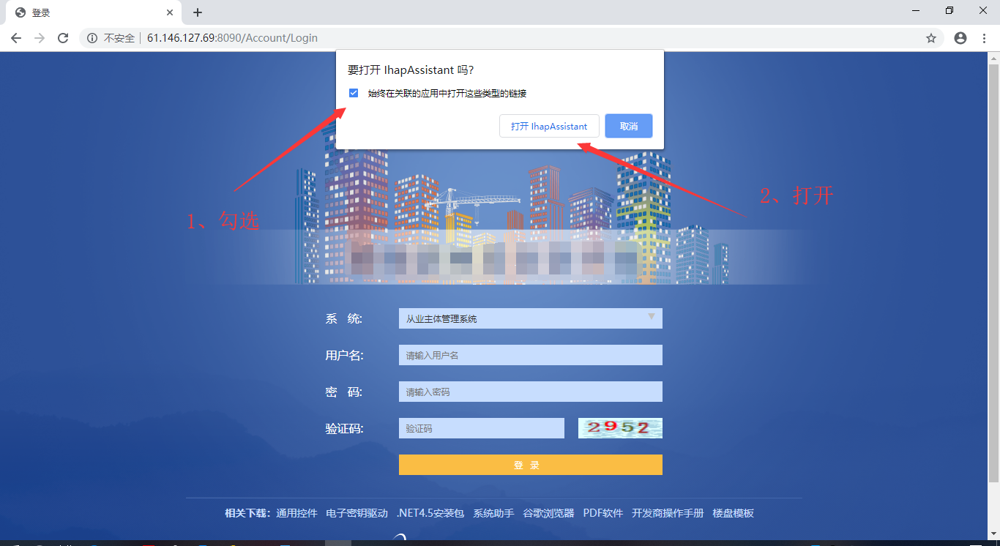 登录
不安全 61.146.127.69:8090/Account/Login
要打开 IhapAssistant 吗?
始终在关联的应用中打开这些类型的链接
打开 IhapAssistant 取消
2、打开
1、勾选
系 统: 从业主体管理系统
用户名: 请输入用户名
密 码: 请输入密码
验证码: 验证码 2952
登 录
相关下载: 通用控件 电子密钥驱动 .NET4.5安装包 系统助手 谷歌浏览器 PDF软件 开发商操作手册 楼盘模板